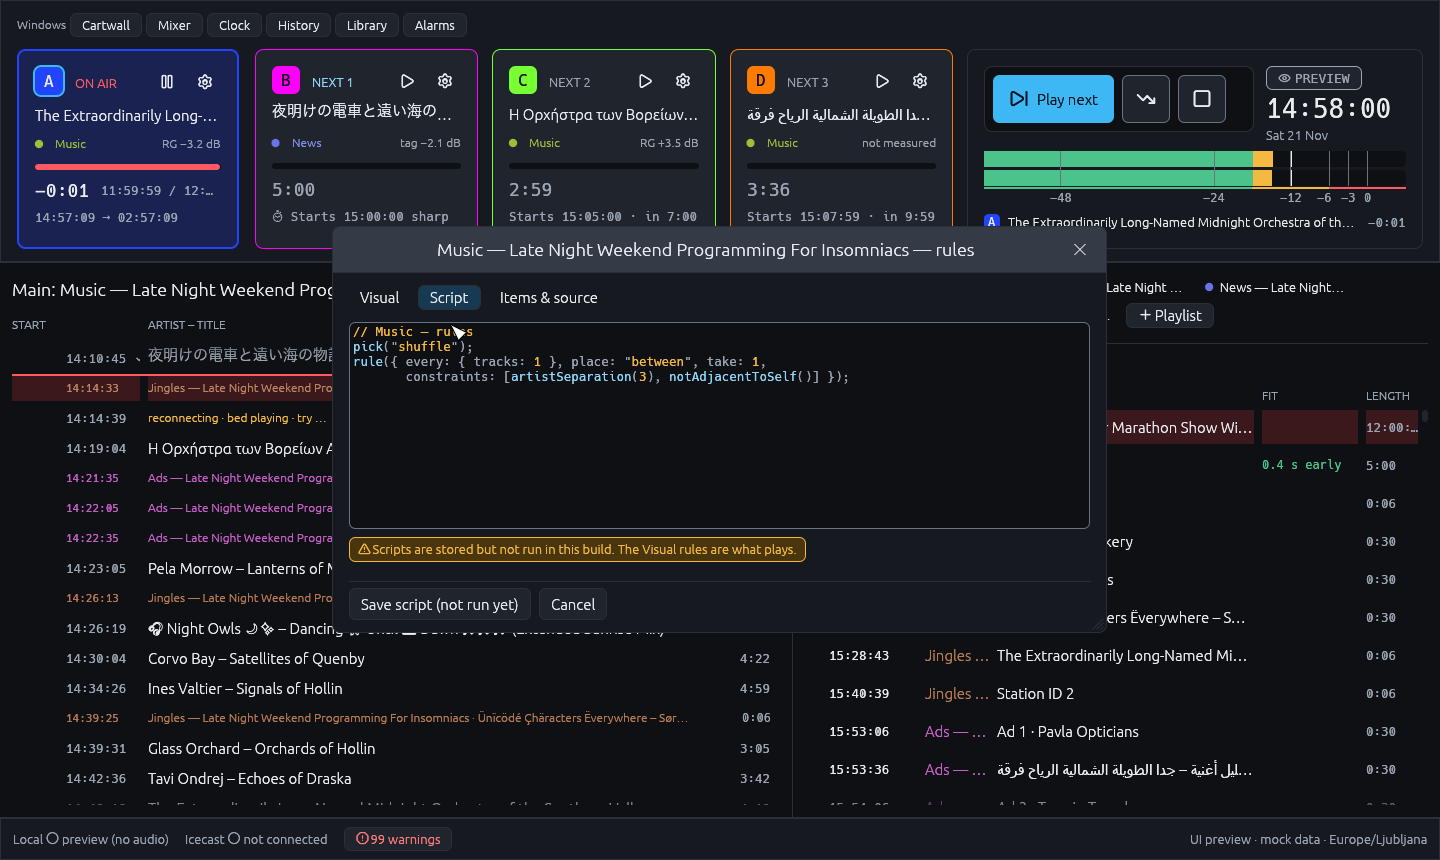 Windows Cartwall Mixer Clock History Library Alarms
A ON AIR
The Extraordinarily Long-…
Music RG −3.2 dB
−0:01 11:59:59 / 12:…
14:57:09 → 02:57:09
B NEXT 1
夜明けの電車と遠い海の…
News tag −2.1 dB
5:00
Starts 15:00:00 sharp
C NEXT 2
Η Ορχήστρα των Βορείων…
Music RG +3.5 dB
2:59
Starts 15:05:00 · in 7:00
D NEXT 3
جدا الطويلة الشمالية الرياح فرقة…
Music not measured
3:36
Starts 15:07:59 · in 9:59
Play next
PREVIEW
14:58:00
Sat 21 Nov
−48 −24 −12 −6 −3 0
A The Extraordinarily Long-Named Midnight Orchestra of th… −0:01
Music — Late Night Weekend Programming For Insomniacs — rules
Visual Script Items & source
// Music — rules
pick("shuffle");
rule({ every: { tracks: 1 }, place: "between", take: 1,
constraints: [artistSeparation(3), notAdjacentToSelf()] });
Scripts are stored but not run in this build. The Visual rules are what plays.
Save script (not run yet) Cancel
Main: Music — Late Night Weekend Prog
START ARTIST – TITLE
14:10:45 夜明けの電車と遠い海の物
14:14:33 Jingles — Late Night Weekend Pro
14:14:39 reconnecting · bed playing · try …
14:19:04 Η Ορχήστρα των Βορείων
14:21:35 Ads — Late Night Weekend Progra
14:22:05 Ads — Late Night Weekend Progra
14:22:35 Ads — Late Night Weekend Progra
14:23:05 Pela Morrow – Lanterns of
14:26:13 Jingles — Late Night Weekend Pro
14:26:19 🎧 Night Owls 🌙✨ – Dancing
14:30:04 Corvo Bay – Satellites of Quenby 4:22
14:34:26 Ines Valtier – Signals of Hollin 4:59
14:39:25 Jingles — Late Night Weekend Programming For Insomniacs · Ünïcödé Çhäracters Ëverywhere – Sør… 0:06
14:39:31 Glass Orchard – Orchards of Hollin 3:05
14:42:36 Tavi Ondrej – Echoes of Draska 3:42
Late Night … News — Late Night…
+ Playlist
FIT LENGTH
Marathon Show Wi… 12:00:…
0.4 s early 5:00
0:06
kery 0:30
s 0:30
ers Ëverywhere – S… 0:30
15:28:43 Jingles … The Extraordinarily Long-Named Mi… 0:06
15:40:39 Jingles … Station ID 2 0:06
15:53:06 Ads — … Ad 1 · Pavla Opticians 0:30
15:53:36 Ads — … ليل أغنية – جدا الطويلة الشمالية الرياح فرقة… 0:30
Local preview (no audio) Icecast not connected 99 warnings
UI preview · mock data · Europe/Ljubljana